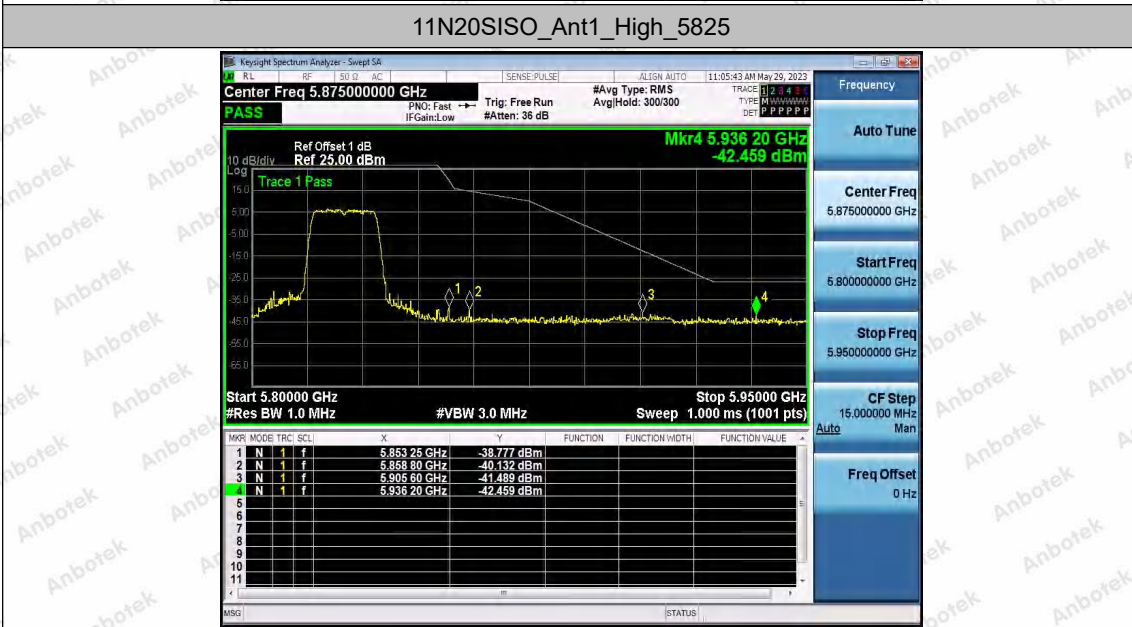 11N20SISO_Ant1_High_5825
Keysight Spectrum Analyzer - Swept SA
RL RF 50 Ω AC SENSE:PULSE ALIGN AUTO 11:05:43 AM May 29, 2023
Center Freq 5.875000000 GHz #Avg Type: RMS TRACE 1 2 3 4 5 6
PNO: Fast Trig: Free Run Avg|Hold: 300/300 TYPE M WWWWW
PASS IFGain:Low #Atten: 36 dB DET P P P P P P
Ref Offset 1 dB Mkr4 5.936 20 GHz
10 dB/div Ref 25.00 dBm -42.459 dBm
Log
Trace 1 Pass
15.0
5.00
-5.00
-15.0
-25.0
-35.0
-45.0
-55.0
-65.0
1
2
3
4
Start 5.80000 GHz Stop 5.95000 GHz
#Res BW 1.0 MHz #VBW 3.0 MHz Sweep 1.000 ms (1001 pts)
MKR MODE TRC SCL X Y FUNCTION FUNCTION WIDTH FUNCTION VALUE
1 N 1 f 5.853 25 GHz -38.777 dBm
2 N 1 f 5.858 80 GHz -40.132 dBm
3 N 1 f 5.905 60 GHz -41.489 dBm
4 N 1 f 5.936 20 GHz -42.459 dBm
5
6
7
8
9
10
11
MSG STATUS
Frequency
Auto Tune
Center Freq
5.875000000 GHz
Start Freq
5.800000000 GHz
Stop Freq
5.950000000 GHz
CF Step
15.000000 MHz
Auto Man
Freq Offset
0 Hz
Anbotek